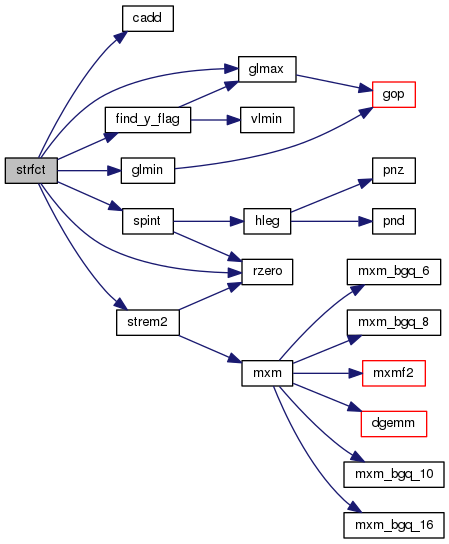 cadd
glmax
gop
find_y_flag
vlmin
strfct
glmin
pnz
spint
hleg
pnd
rzero
mxm_bgq_6
strem2
mxm_bgq_8
mxm
mxmf2
dgemm
mxm_bgq_10
mxm_bgq_16